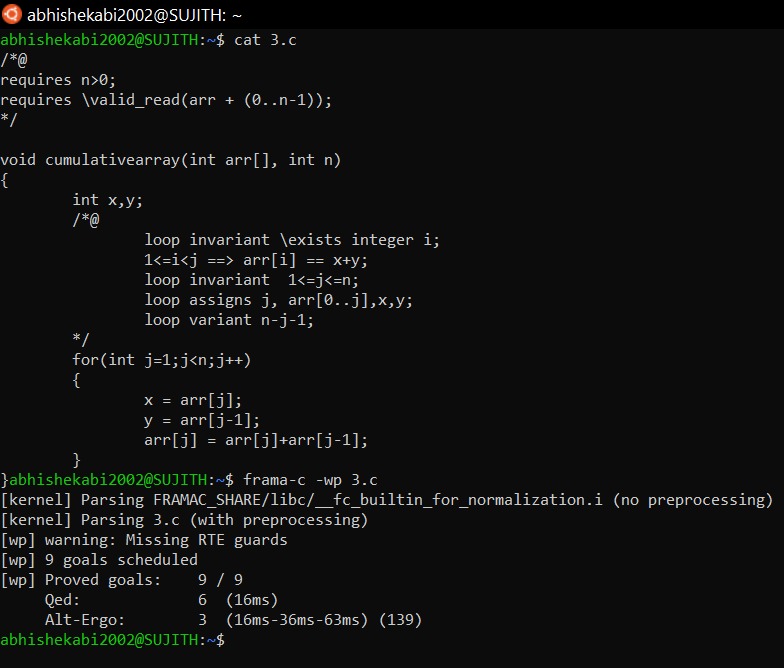 abhishekabi2002@SUJITH: ~
abhishekabi2002@SUJITH:~$ cat 3.c
/*@
requires n>0;
requires \valid_read(arr + (0..n-1));
*/
void cumulativearray(int arr[], int n)
{
        int x,y;
        /*@
                loop invariant \exists integer i;
                1<=i<j ==> arr[i] == x+y;
                loop invariant  1<=j<=n;
                loop assigns j, arr[0..j],x,y;
                loop variant n-j-1;
        */
        for(int j=1;j<n;j++)
        {
                x = arr[j];
                y = arr[j-1];
                arr[j] = arr[j]+arr[j-1];
        }
}abhishekabi2002@SUJITH:~$ frama-c -wp 3.c
[kernel] Parsing FRAMAC_SHARE/libc/__fc_builtin_for_normalization.i (no preprocessing)
[kernel] Parsing 3.c (with preprocessing)
[wp] warning: Missing RTE guards
[wp] 9 goals scheduled
[wp] Proved goals:    9 / 9
     Qed:             6  (16ms)
     Alt-Ergo:        3  (16ms-36ms-63ms) (139)
abhishekabi2002@SUJITH:~$